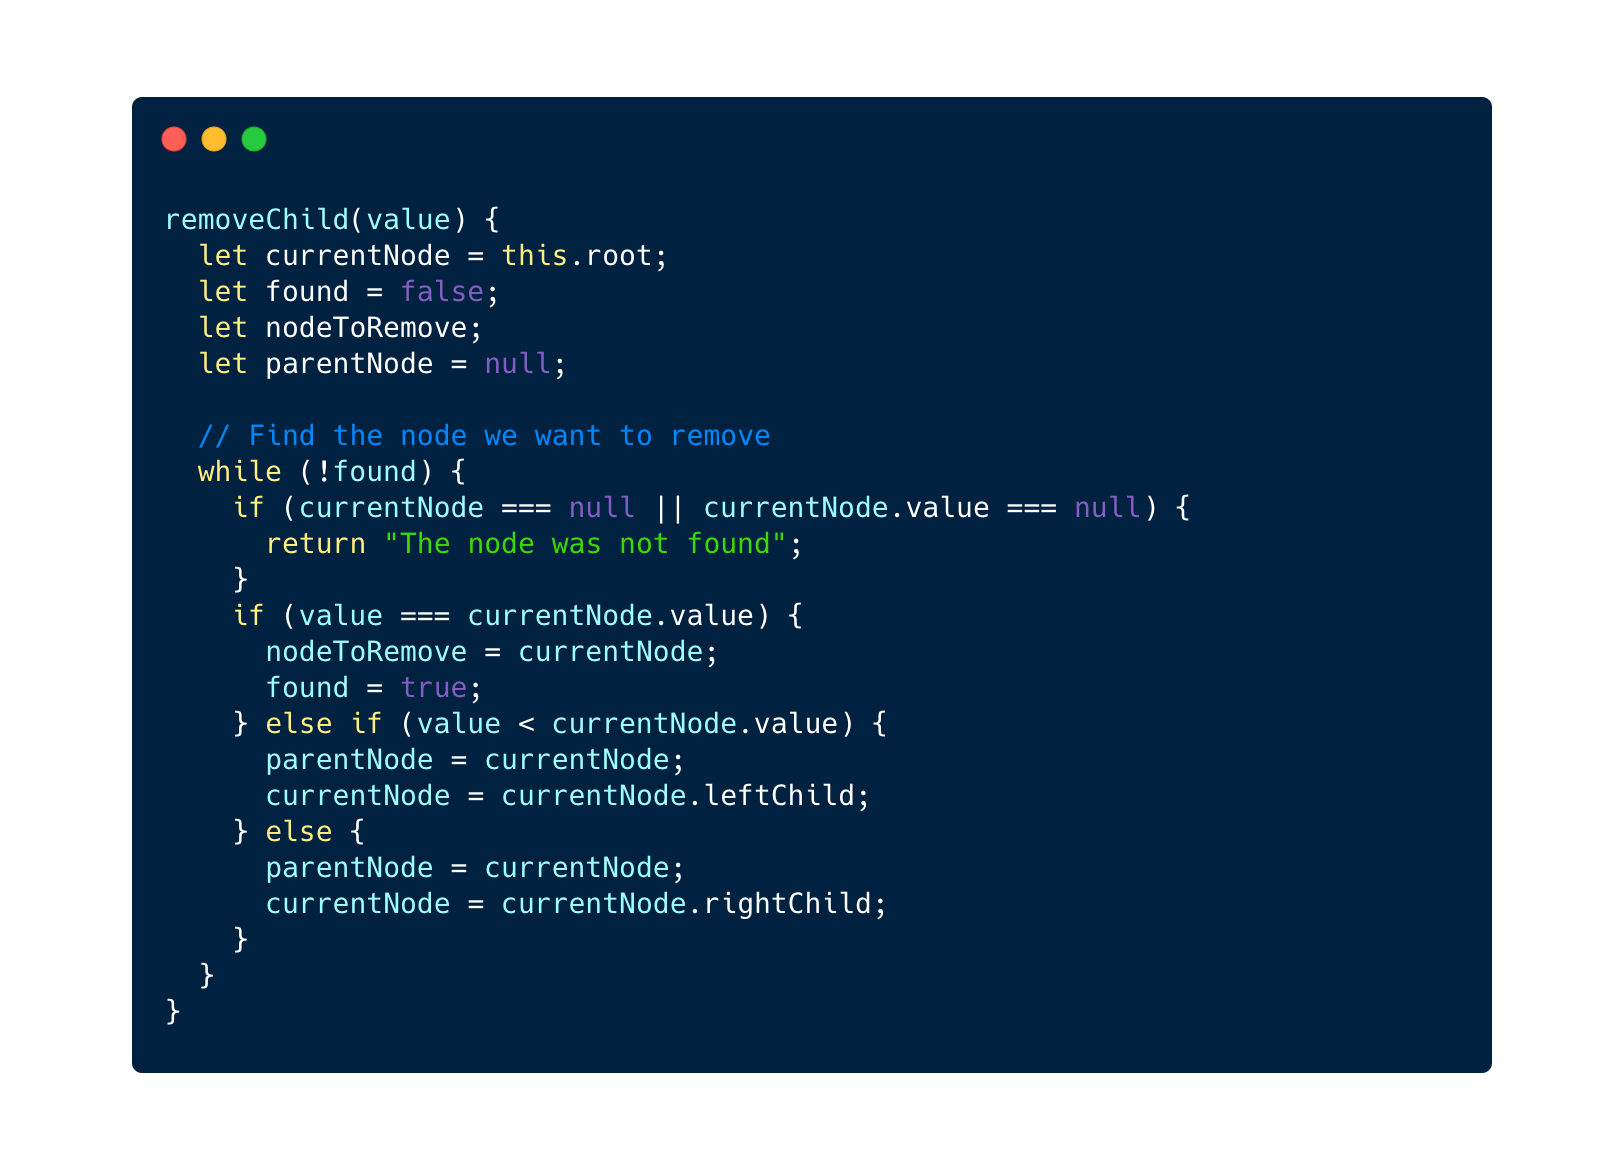 removeChild(value) {
  let currentNode = this.root;
  let found = false;
  let nodeToRemove;
  let parentNode = null;

  // Find the node we want to remove
  while (!found) {
    if (currentNode === null || currentNode.value === null) {
      return "The node was not found";
    }
    if (value === currentNode.value) {
      nodeToRemove = currentNode;
      found = true;
    } else if (value < currentNode.value) {
      parentNode = currentNode;
      currentNode = currentNode.leftChild;
    } else {
      parentNode = currentNode;
      currentNode = currentNode.rightChild;
    }
  }
}